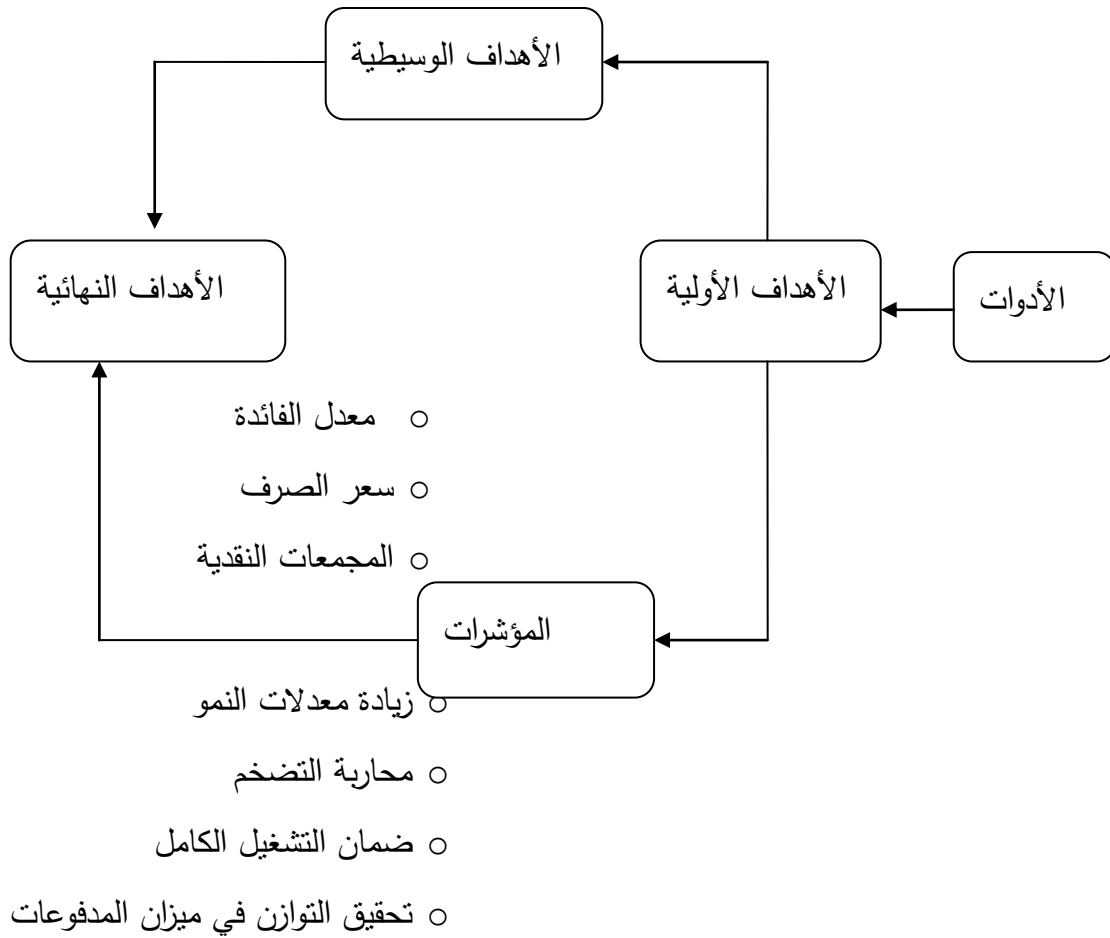 الأهداف الوسيطية
الأدوات
الأهداف الأولية
الأهداف النهائية
○ معدل الفائدة
○ سعر الصرف
○ المجمعات النقدية
المؤشرات
○ زيادة معدلات النمو
○ محاربة التضخم
○ ضمان التشغيل الكامل
○ تحقيق التوازن في ميزان المدفوعات